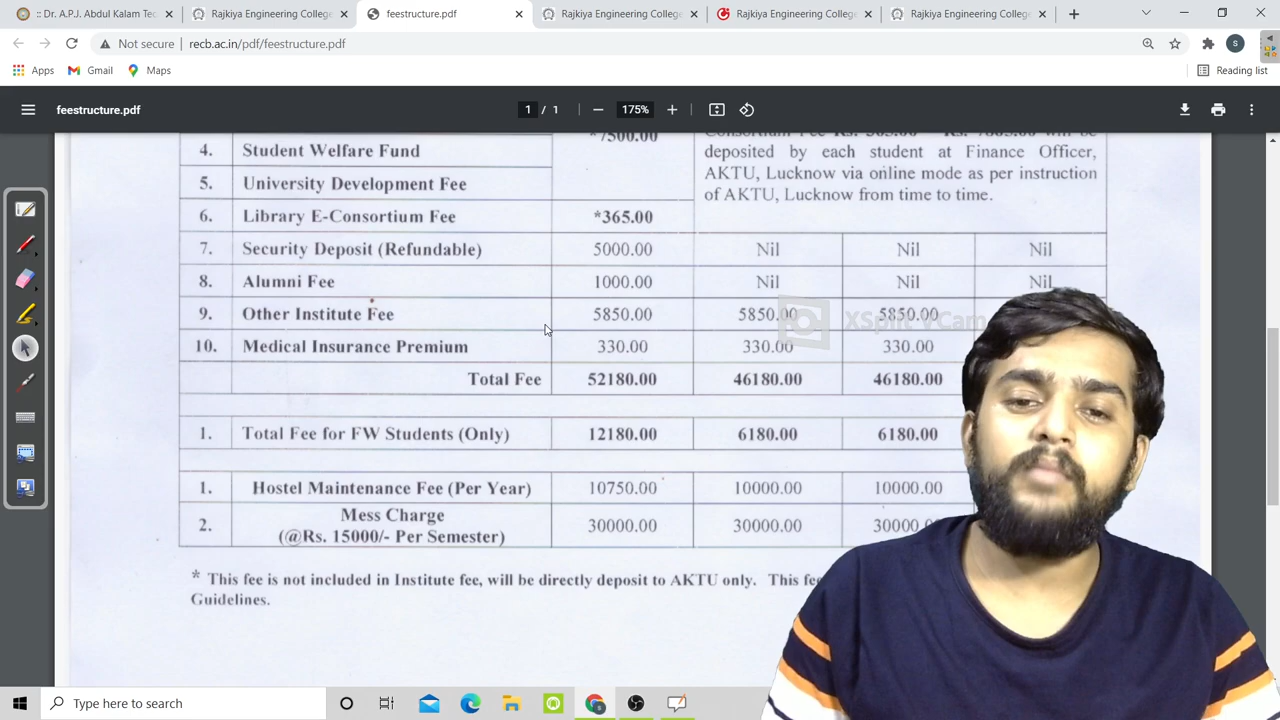 :: Dr. A.P.J. Abdul Kalam Tec
Rajkiya Engineering College
feestructure.pdf
Rajkiya Engineering College
Rajkiya Engineering College
Rajkiya Engineering College
Not secure
recb.ac.in/pdf/feestructure.pdf
S
Apps
Gmail
Maps
Reading list
feestructure.pdf
1 / 1
175%
*7500.00
4. Student Welfare Fund
deposited by each student at Finance Officer,
5. University Development Fee
AKTU, Lucknow via online mode as per instruction
of AKTU, Lucknow from time to time.
6. Library E-Consortium Fee *365.00
7. Security Deposit (Refundable) 5000.00 Nil Nil Nil
8. Alumni Fee 1000.00 Nil Nil Nil
9. Other Institute Fee 5850.00 5850.00 5850.00
XSplit VCam
10. Medical Insurance Premium 330.00 330.00 330.00
Total Fee 52180.00 46180.00 46180.00
1. Total Fee for FW Students (Only) 12180.00 6180.00 6180.00
1. Hostel Maintenance Fee (Per Year) 10750.00 10000.00 10000.00
2. Mess Charge
(@Rs. 15000/- Per Semester) 30000.00 30000.00 30000.0
* This fee is not included in Institute fee, will be directly deposit to AKTU only. This fe
Guidelines.
Type here to search